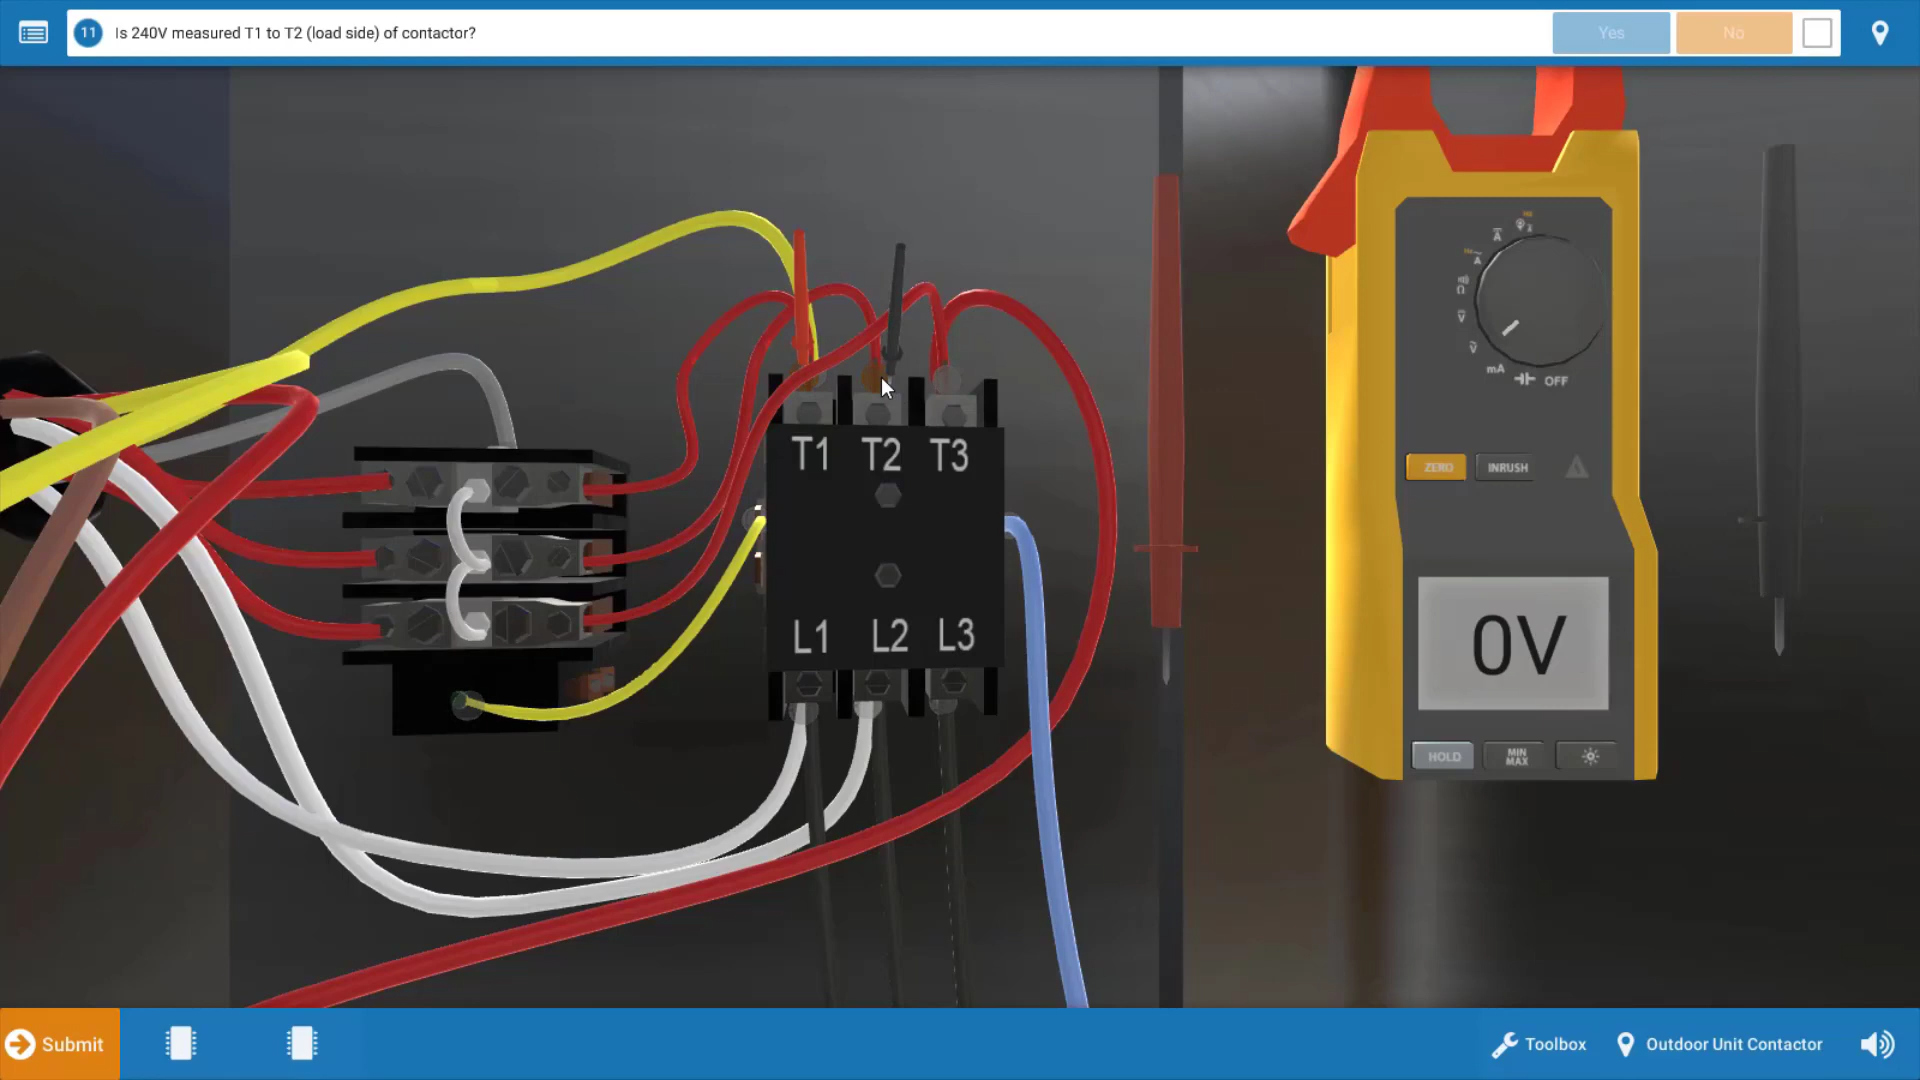 11 Is 240V measured T1 to T2 (load side) of contactor?
Yes
No
T1 T2 T3
L1 L2 L3
mA
OFF
ZERO
INRUSH
0V
HOLD
MIN
MAX
Submit
Toolbox
Outdoor Unit Contactor